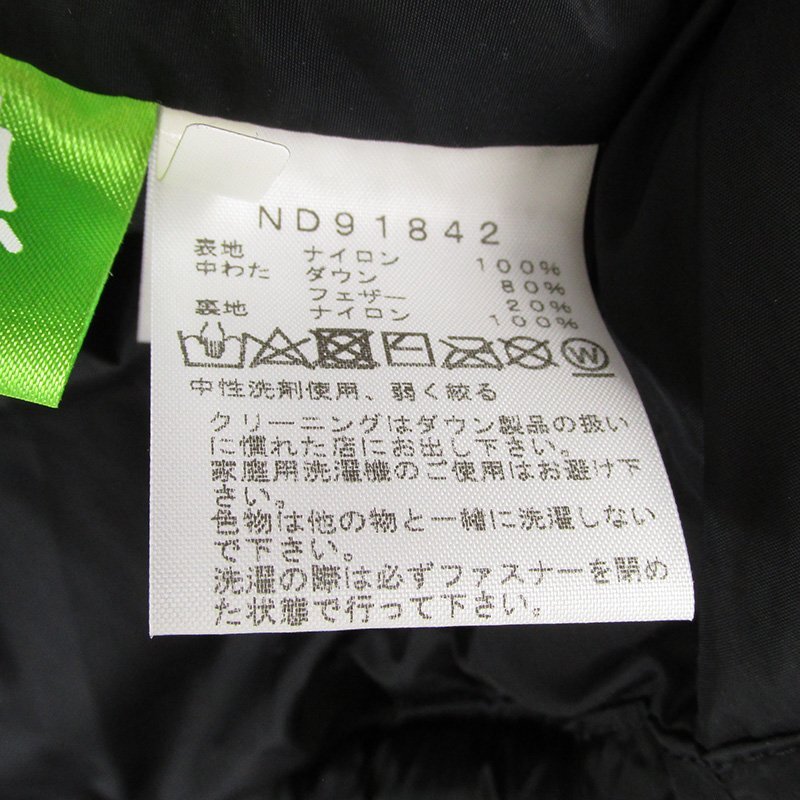 ND91842
表地 ナイロン 100%
中わた ダウン 80%
フェザー 20%
裏地 ナイロン 100%
W
中性洗剤使用、弱く絞る
クリーニングはダウン製品の扱い
に慣れた店にお出し下さい。
家庭用洗濯機のご使用はお避け下
さい。
色物は他の物と一緒に洗濯しない
で下さい。
洗濯の際は必ずファスナーを閉め
た状態で行って下さい。